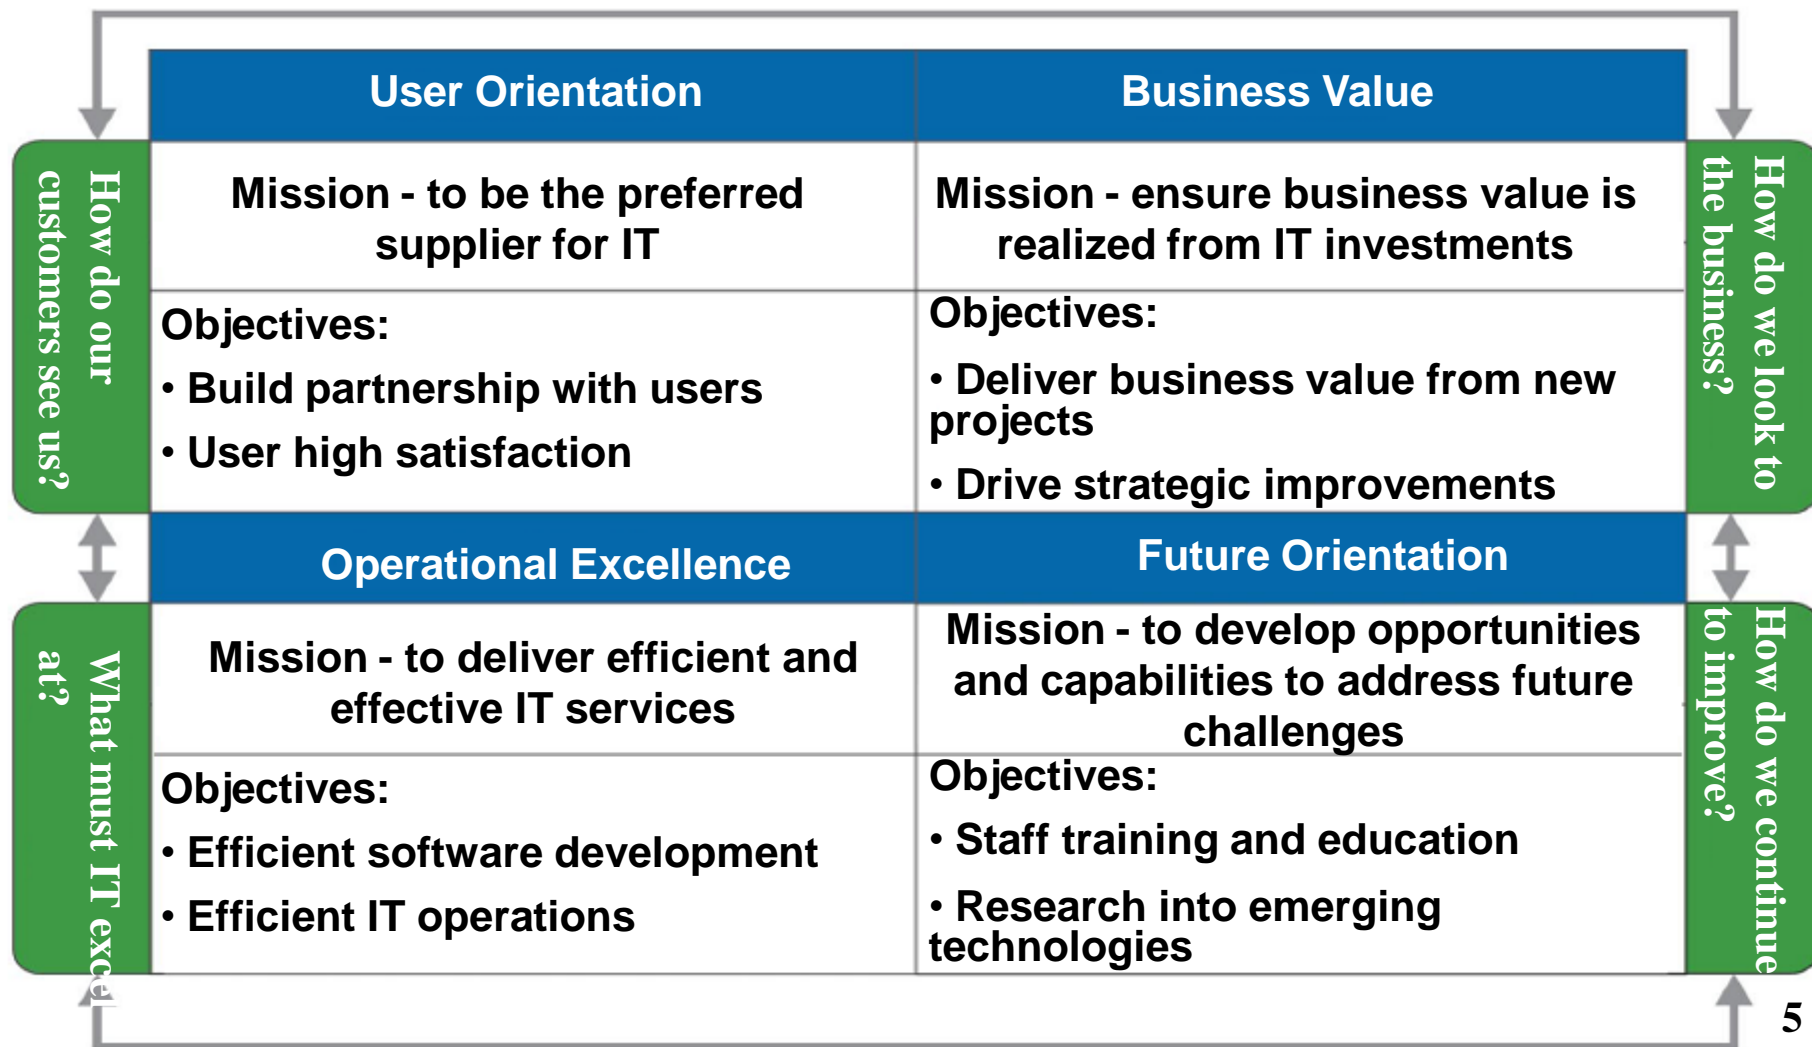 User Orientation
Business Value
How do our
customers see us?
Mission - to be the preferred
supplier for IT
Mission - ensure business value is
realized from IT investments
How do we look to
the business?
Objectives:
• Build partnership with users
• User high satisfaction
Objectives:
• Deliver business value from new
projects
• Drive strategic improvements
Operational Excellence
Future Orientation
What must IT excel
at?
Mission - to deliver efficient and
effective IT services
Mission - to develop opportunities
and capabilities to address future
challenges
How do we continue
to improve?
Objectives:
• Efficient software development
• Efficient IT operations
Objectives:
• Staff training and education
• Research into emerging
technologies
5